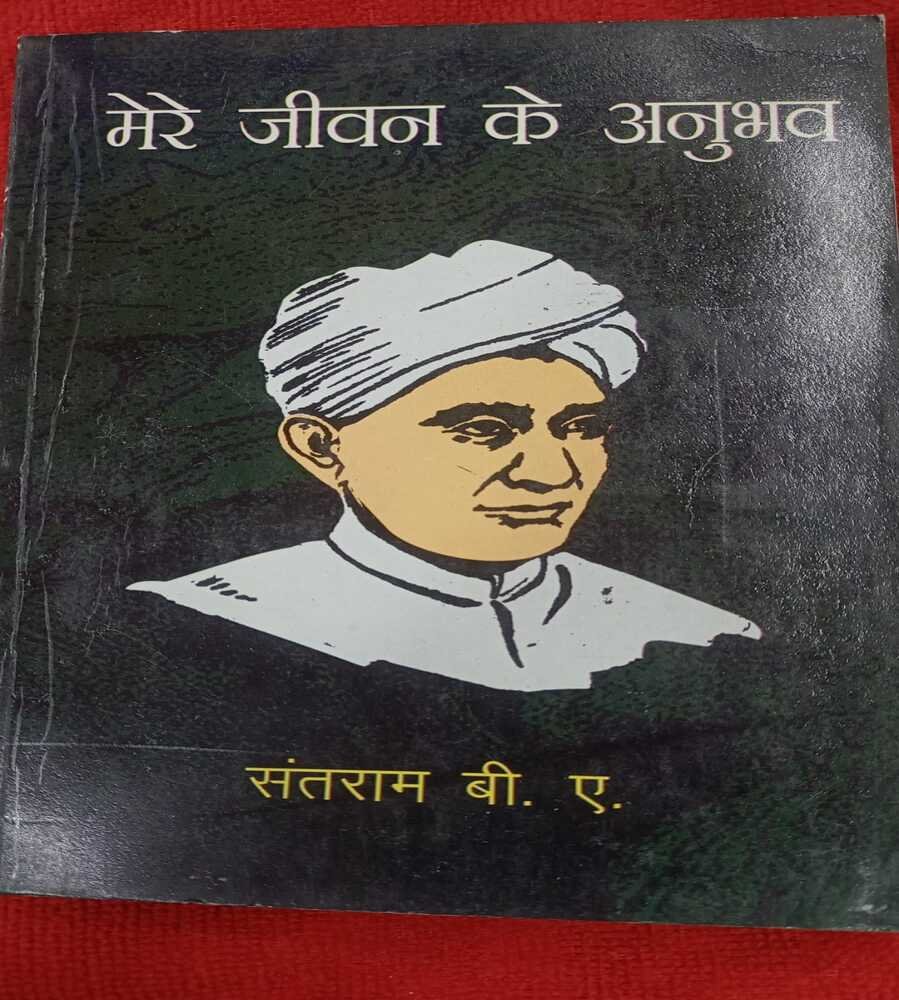 मेरे जीवन के अनुभव
संतराम बी. ए.